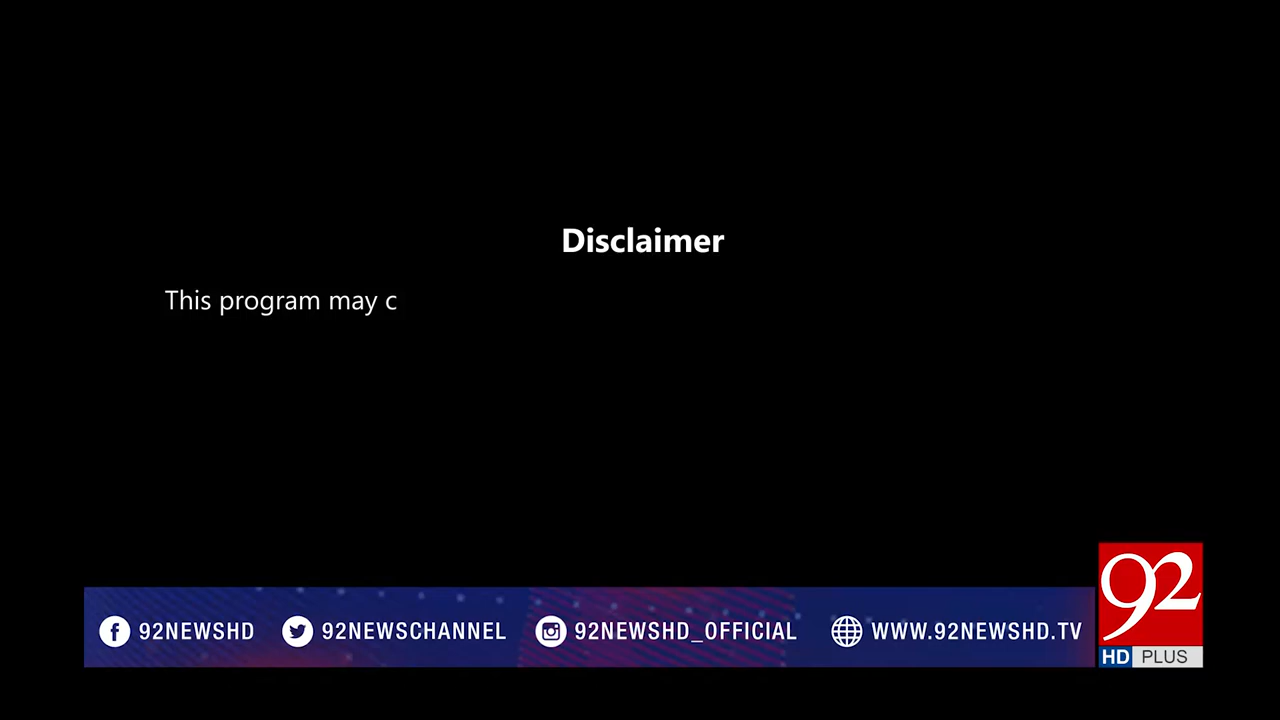 Disclaimer
This program may c
92NEWSHD 92NEWSCHANNEL 92NEWSHD_OFFICIAL WWW.92NEWSHD.TV
92
HD PLUS